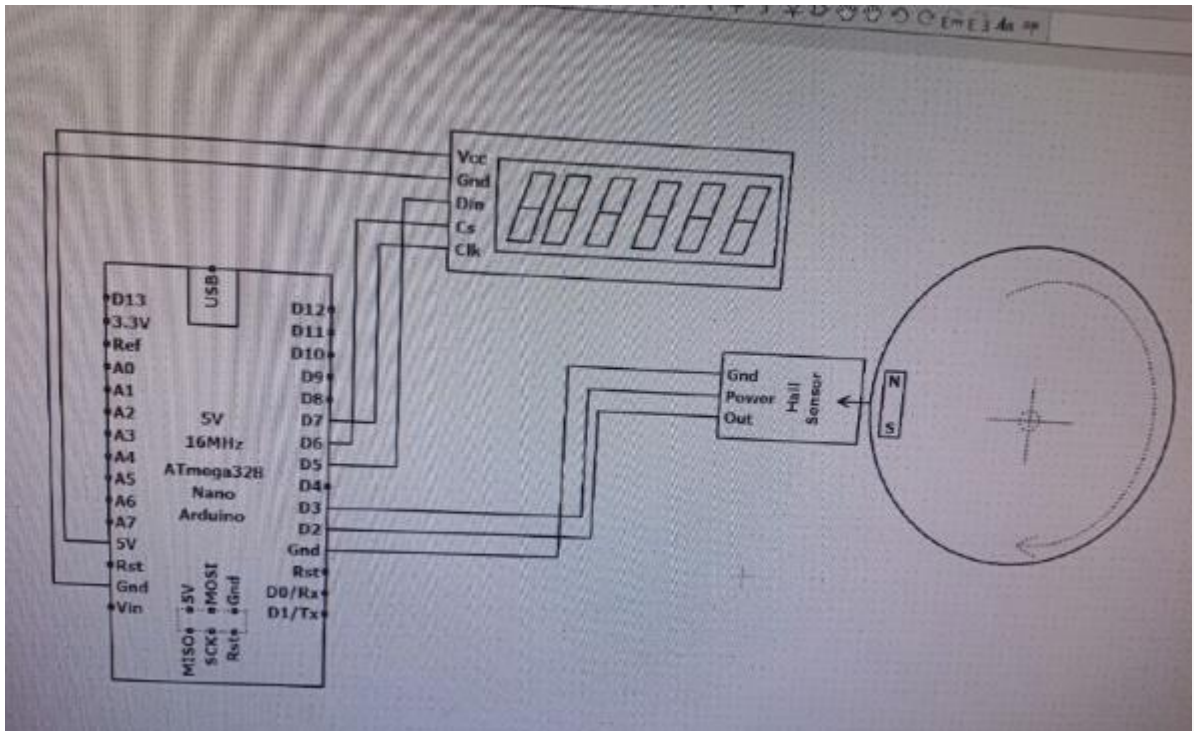 Vcc
Gnd
Din
Cs
Clk
USB
D13
3.3V
Ref
A0
A1
A2
A3
A4
A5
A6
A7
5V
Rst
Gnd
Vin
D12
D11
D10
D9
D8
D7
D6
D5
D4
D3
D2
Gnd
Rst
D0/Rx
D1/Tx
5V
16MHz
ATmega328
Nano
Arduino
5V
MOSI
Gnd
MISO
SCK
Rst
Gnd
Power
Out
Hall
Sensor
N
S